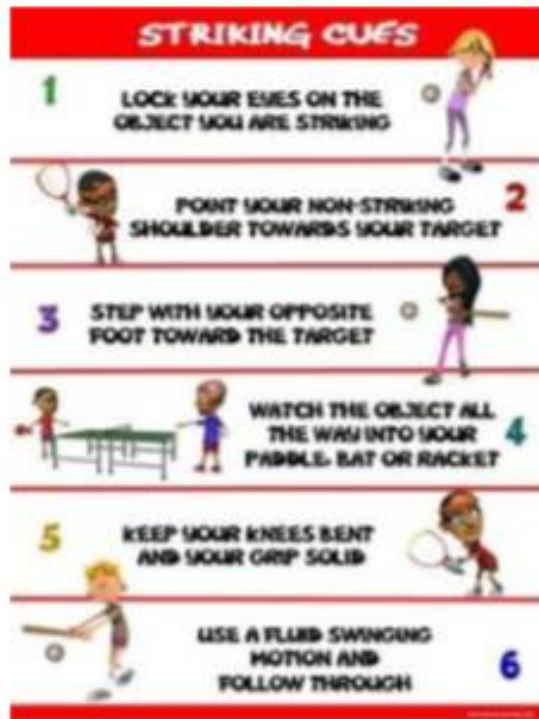 STRIKING CUES
1
LOCK YOUR EYES ON THE
OBJECT YOU ARE STRIKING
2
POINT YOUR NON-STRIKING
SHOULDER TOWARDS YOUR TARGET
3
STEP WITH YOUR OPPOSITE
FOOT TOWARD THE TARGET
WATCH THE OBJECT ALL
THE WAY INTO YOUR
PADDLE, BAT OR RACKET
4
5
KEEP YOUR KNEES BENT
AND YOUR GRIP SOLID
USE A FLUID SWINGING
MOTION AND
FOLLOW THROUGH
6